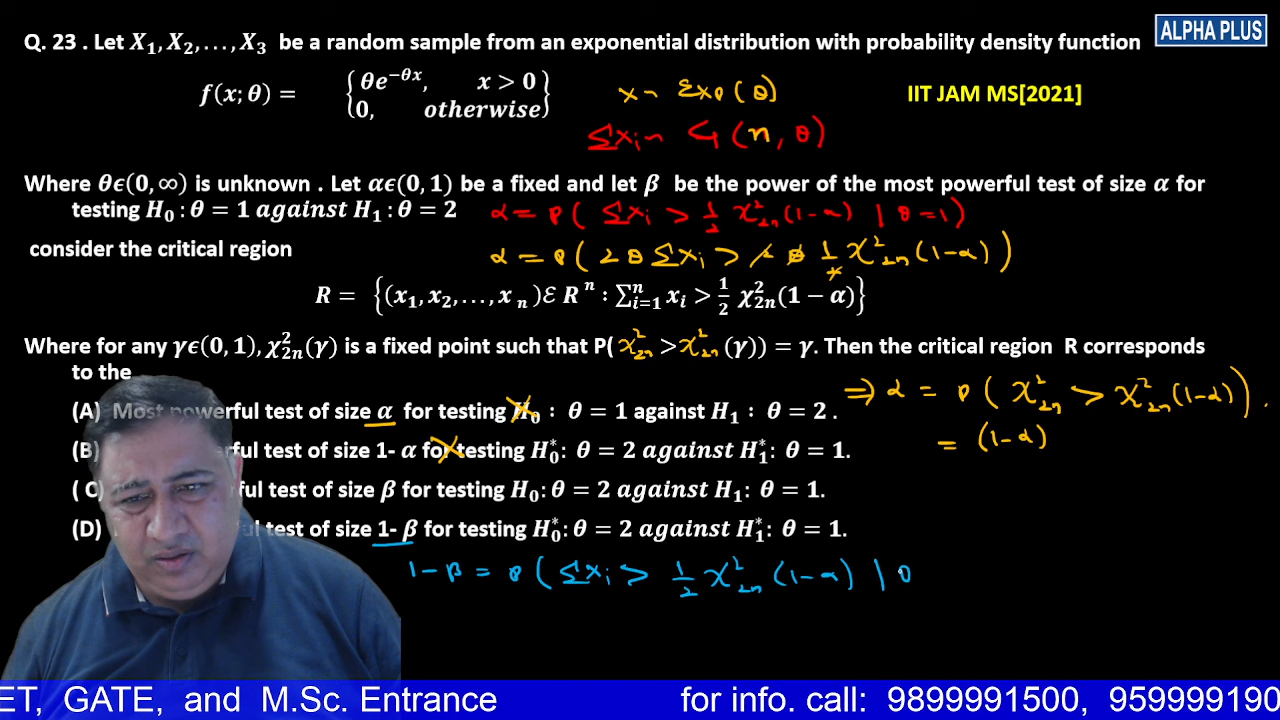 Q. 23 . Let X₁, X₂, . . . , X₃ be a random sample from an exponential distribution with probability density function
ALPHA PLUS
f(x; θ) = { θe^{-θx}, x > 0
0, otherwise }
x ~ Exp(θ)
IIT JAM MS[2021]
Σxᵢ ~ G(n, θ)
Where θϵ(0, ∞) is unknown . Let αϵ(0, 1) be a fixed and let β be the power of the most powerful test of size α for
testing H₀ : θ = 1 against H₁ : θ = 2
α = P( Σxᵢ > 1/2 χ²₂ₙ(1-α) | θ=1)
consider the critical region
α = P( 2θ Σxᵢ > 2 θ 1/2 χ²₂ₙ(1-α))
R = {(x₁, x₂, . . . , x ₙ)ℰ R ⁿ : ∑ⁿᵢ₌₁ xᵢ > 1/2 χ²₂ₙ(1 − α)}
Where for any γϵ(0, 1), χ²₂ₙ(γ) is a fixed point such that P( χ²₂ₙ > χ²₂ₙ (γ)) = γ. Then the critical region R corresponds
to the
⇒ α = P( χ²₂ₙ > χ²₂ₙ(1-α)).
= (1-α)
(A) Most powerful test of size α for testing H₀ : θ = 1 against H₁ : θ = 2 .
(B) powerful test of size 1- α for testing H₀*: θ = 2 against H₁*: θ = 1.
( C) ful test of size β for testing H₀: θ = 2 against H₁: θ = 1.
(D) test of size 1- β for testing H₀*: θ = 2 against H₁*: θ = 1.
1-β = P( Σxᵢ > 1/2 χ²₂ₙ (1-α) | θ
ET, GATE, and M.Sc. Entrance for info. call: 9899991500, 959999190